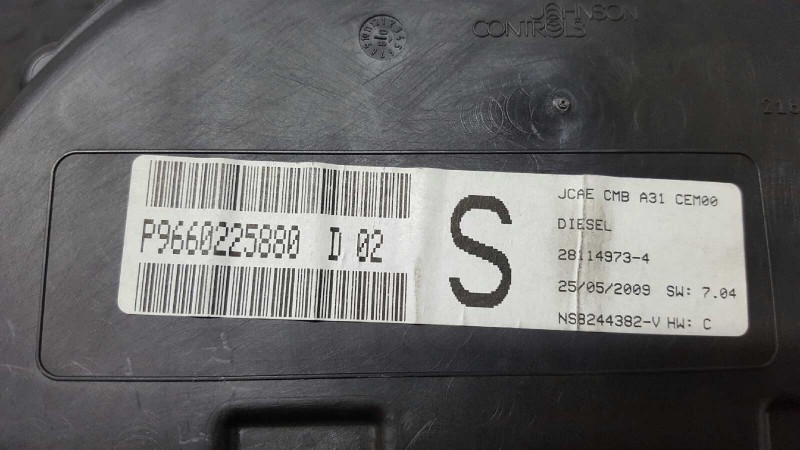 JOHNSON
CONTROLS
216
P9660225880 D 02
S
JCAE CMB A31 CEM00
DIESEL
28114973-4
25/05/2009 SW: 7.04
NS8244382-V HW: C